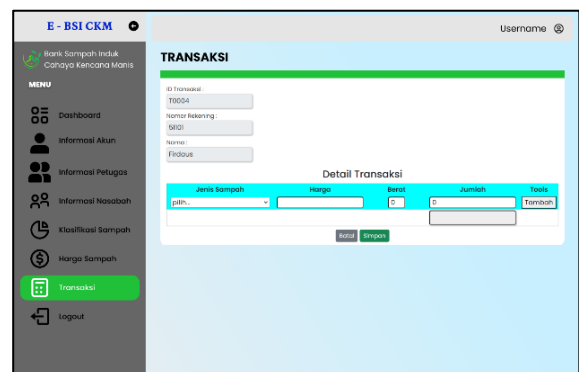 E - BSI CKM
Username
Bank Sampah Induk
Cahaya Kencana Manis
MENU
Dashboard
Informasi Akun
Informasi Petugas
Informasi Nasabah
Klasifikasi Sampah
Harga Sampah
Transaksi
Logout
TRANSAKSI
ID Transaksi :
T0004
Nomor Rekening :
51101
Nama :
Firdaus
Detail Transaksi
Jenis Sampah Harga Berat Jumlah Tools
pilih... 0 0 Tambah
Batal Simpan